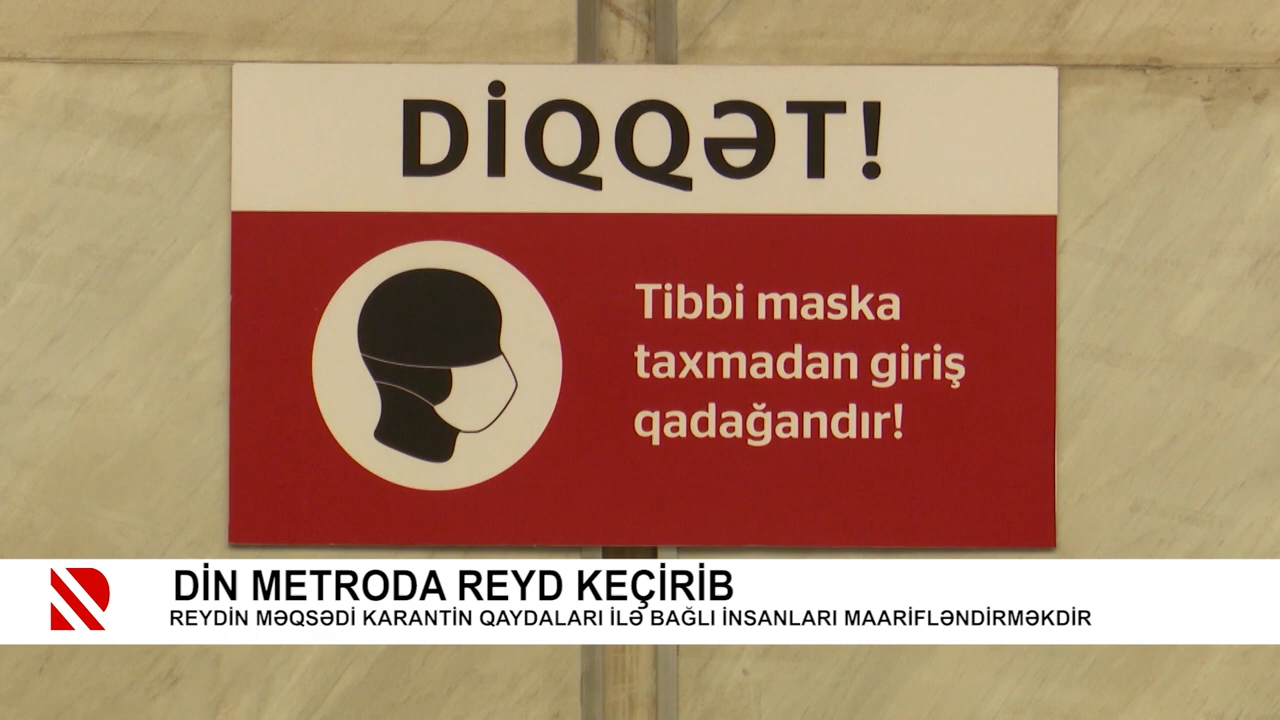 DİQQƏT!
Tibbi maska
taxmadan giriş
qadağandır!
DİN METRODA REYD KEÇİRİB
REYDİN MƏQSƏDİ KARANTİN QAYDALARI İLƏ BAĞLI İNSANLARI MAARİFLƏNDİRMƏKDİR